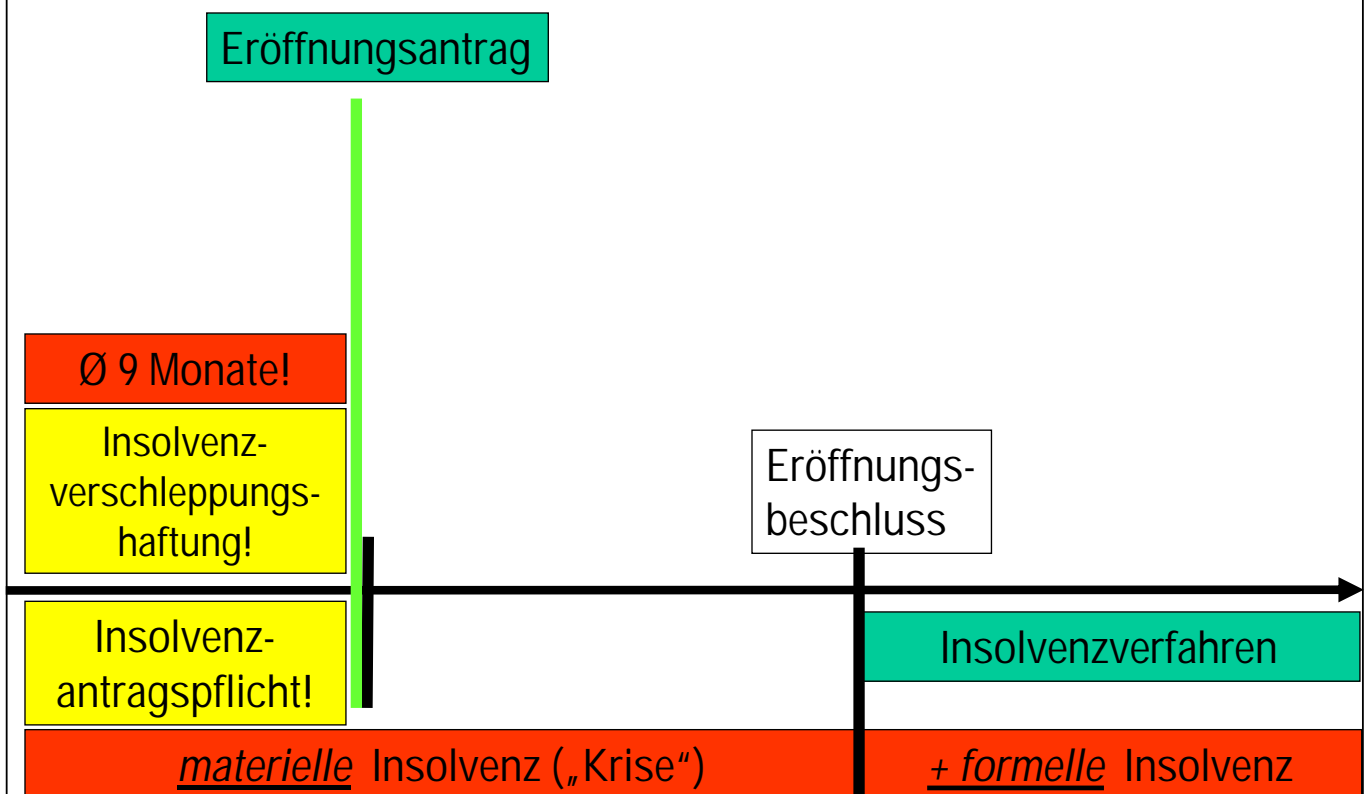 Eröffnungsantrag
Ø 9 Monate!
Insolvenz-
verschleppungs-
haftung!
Eröffnungs-
beschluss
Insolvenz-
antragspflicht!
Insolvenzverfahren
materielle Insolvenz („Krise“)
+ formelle Insolvenz